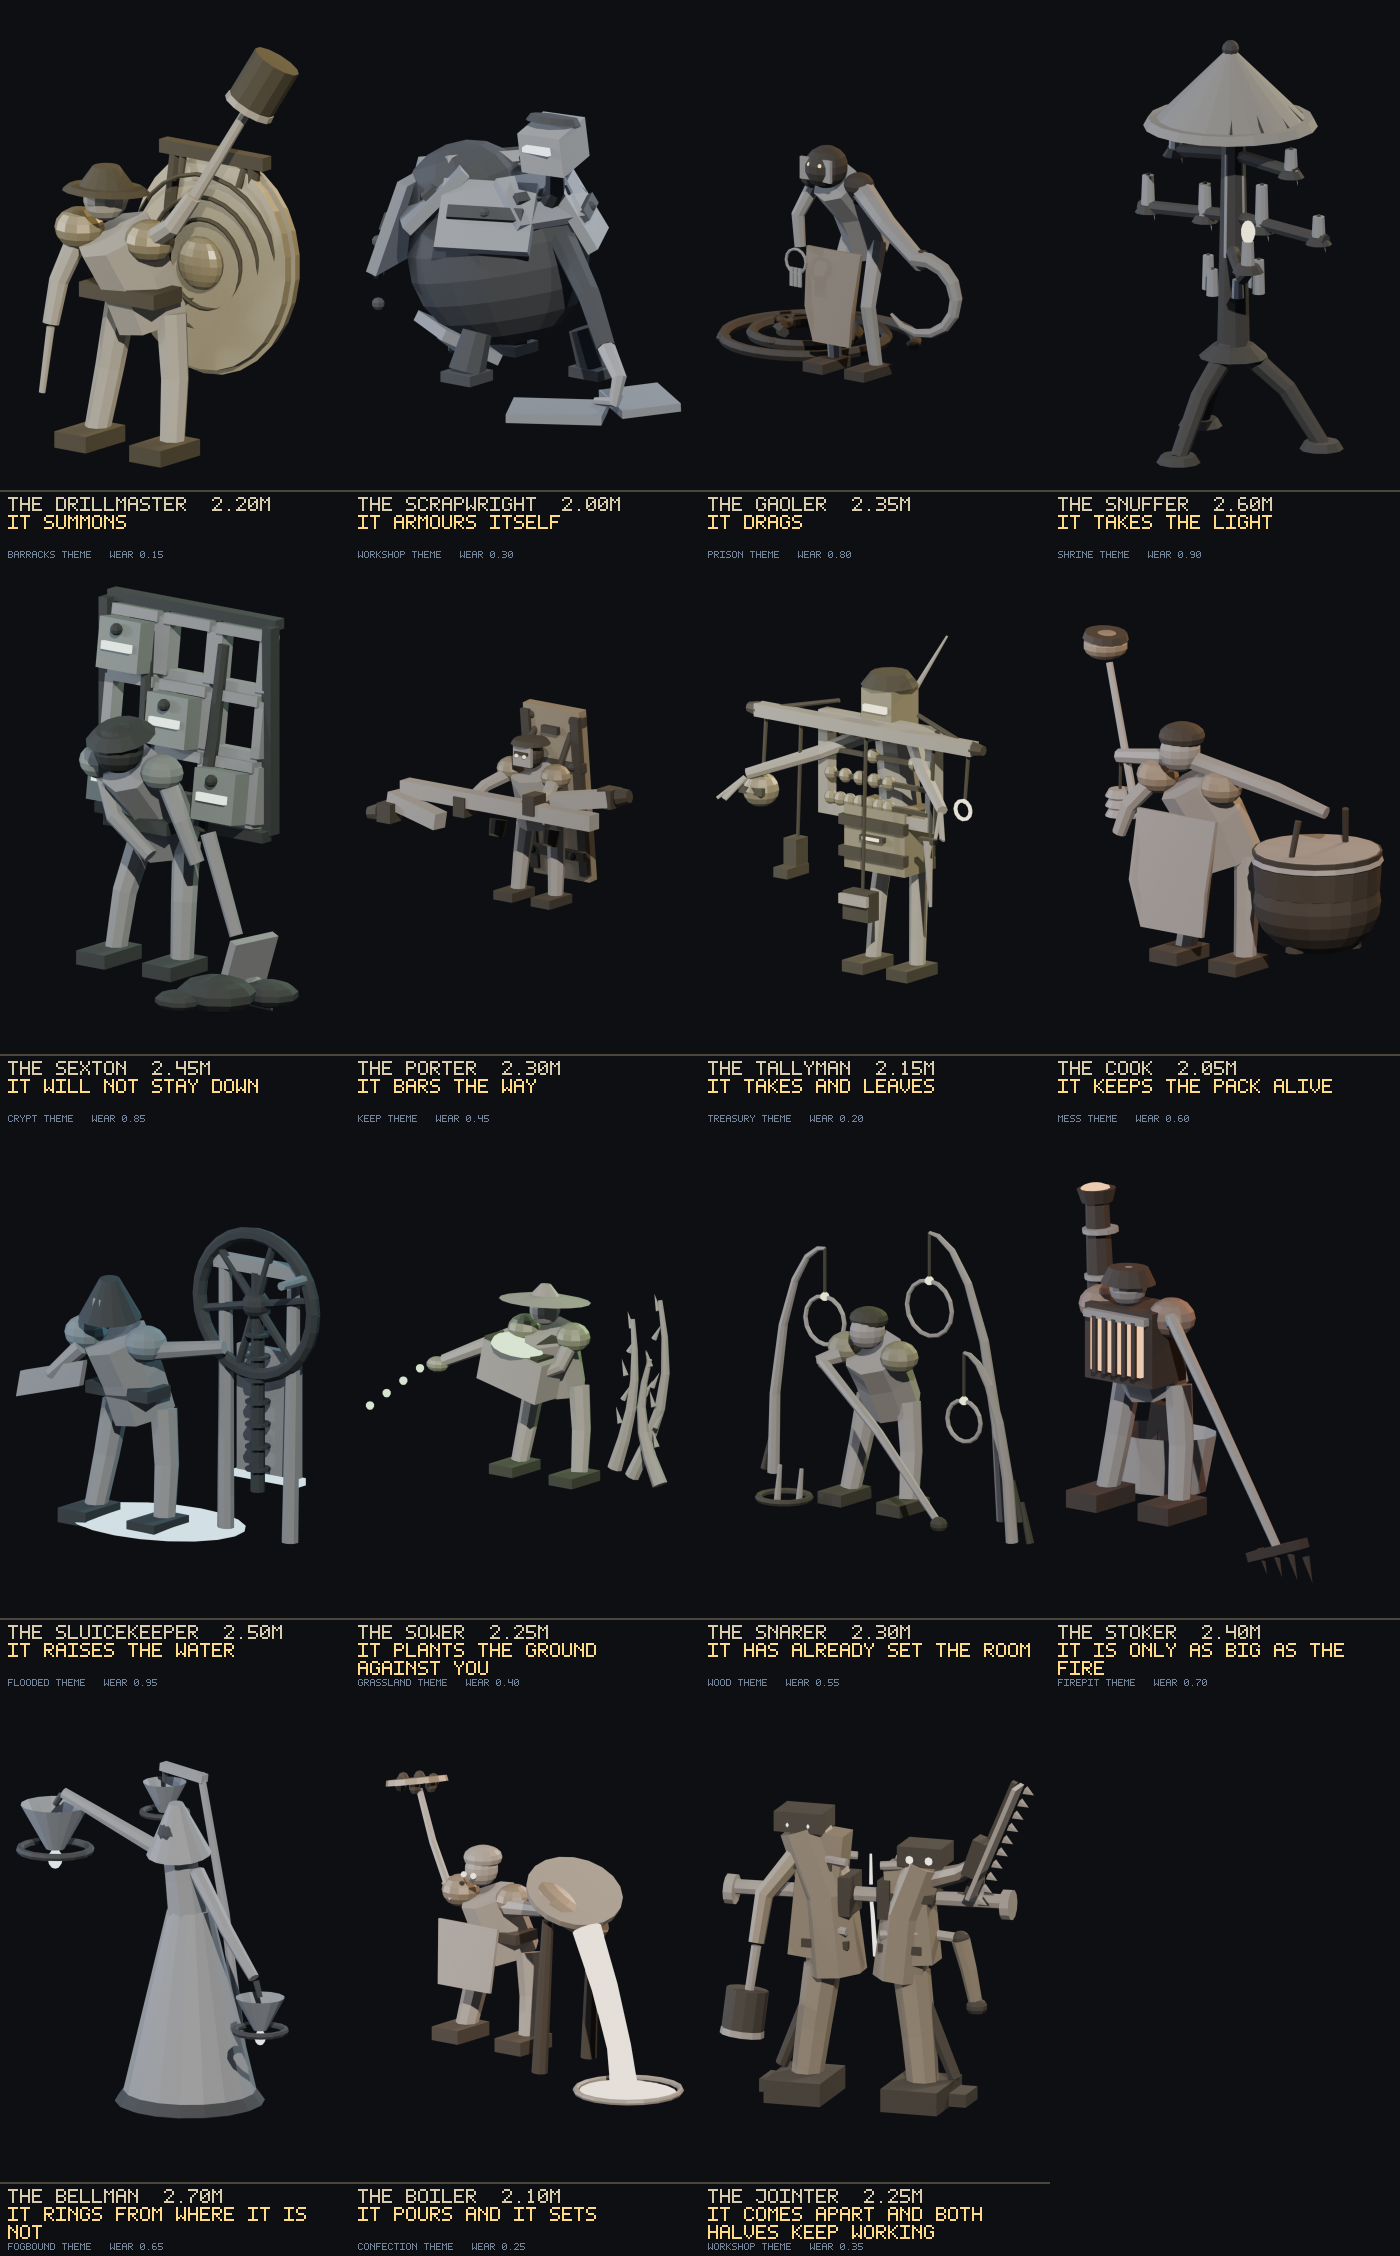 THE DRILLMASTER 2.20M
IT SUMMONS
BARRACKS THEME WEAR 0.15
THE SCRAPWRIGHT 2.00M
IT ARMOURS ITSELF
WORKSHOP THEME WEAR 0.30
THE GAOLER 2.35M
IT DRAGS
PRISON THEME WEAR 0.80
THE SNUFFER 2.60M
IT TAKES THE LIGHT
SHRINE THEME WEAR 0.90
THE SEXTON 2.45M
IT WILL NOT STAY DOWN
CRYPT THEME WEAR 0.85
THE PORTER 2.30M
IT BARS THE WAY
KEEP THEME WEAR 0.45
THE TALLYMAN 2.15M
IT TAKES AND LEAVES
TREASURY THEME WEAR 0.20
THE COOK 2.05M
IT KEEPS THE PACK ALIVE
MESS THEME WEAR 0.60
THE SLUICEKEEPER 2.50M
IT RAISES THE WATER
FLOODED THEME WEAR 0.95
THE SOWER 2.25M
IT PLANTS THE GROUND
AGAINST YOU
GRASSLAND THEME WEAR 0.40
THE SNARER 2.30M
IT HAS ALREADY SET THE ROOM
WOOD THEME WEAR 0.55
THE STOKER 2.40M
IT IS ONLY AS BIG AS THE
FIRE
FIREPIT THEME WEAR 0.70
THE BELLMAN 2.70M
IT RINGS FROM WHERE IT IS
NOT
FOGBOUND THEME WEAR 0.65
THE BOILER 2.10M
IT POURS AND IT SETS
CONFECTION THEME WEAR 0.25
THE JOINTER 2.25M
IT COMES APART AND BOTH
HALVES KEEP WORKING
WORKSHOP THEME WEAR 0.35